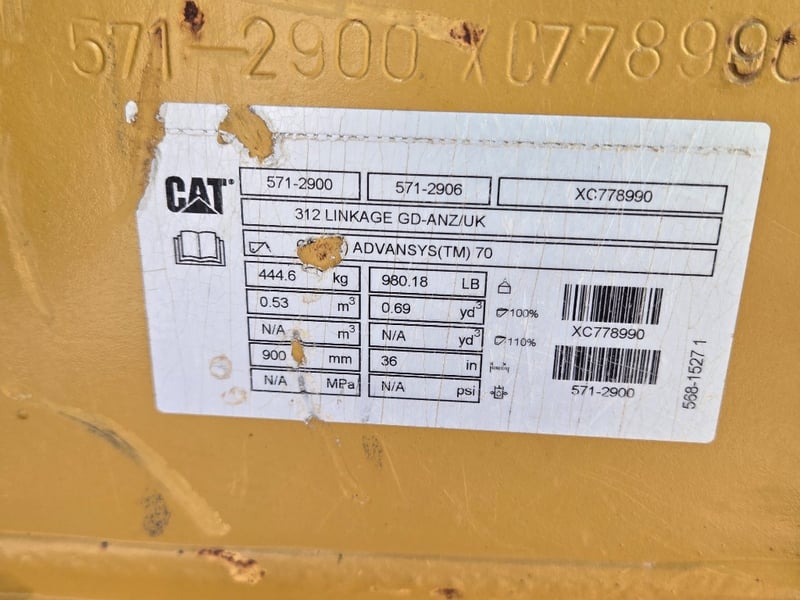 571-2900 XC778990
CAT®
571-2900 571-2906 XC778990
312 LINKAGE GD-ANZ/UK
ADVANSYS(TM) 70
444.6 kg 980.18 LB
0.53 m³ 0.69 yd³ 100%
N/A m³ N/A yd³ 110%
900 mm 36 in
N/A MPa N/A psi
XC778990
571-2900
568-1527 1